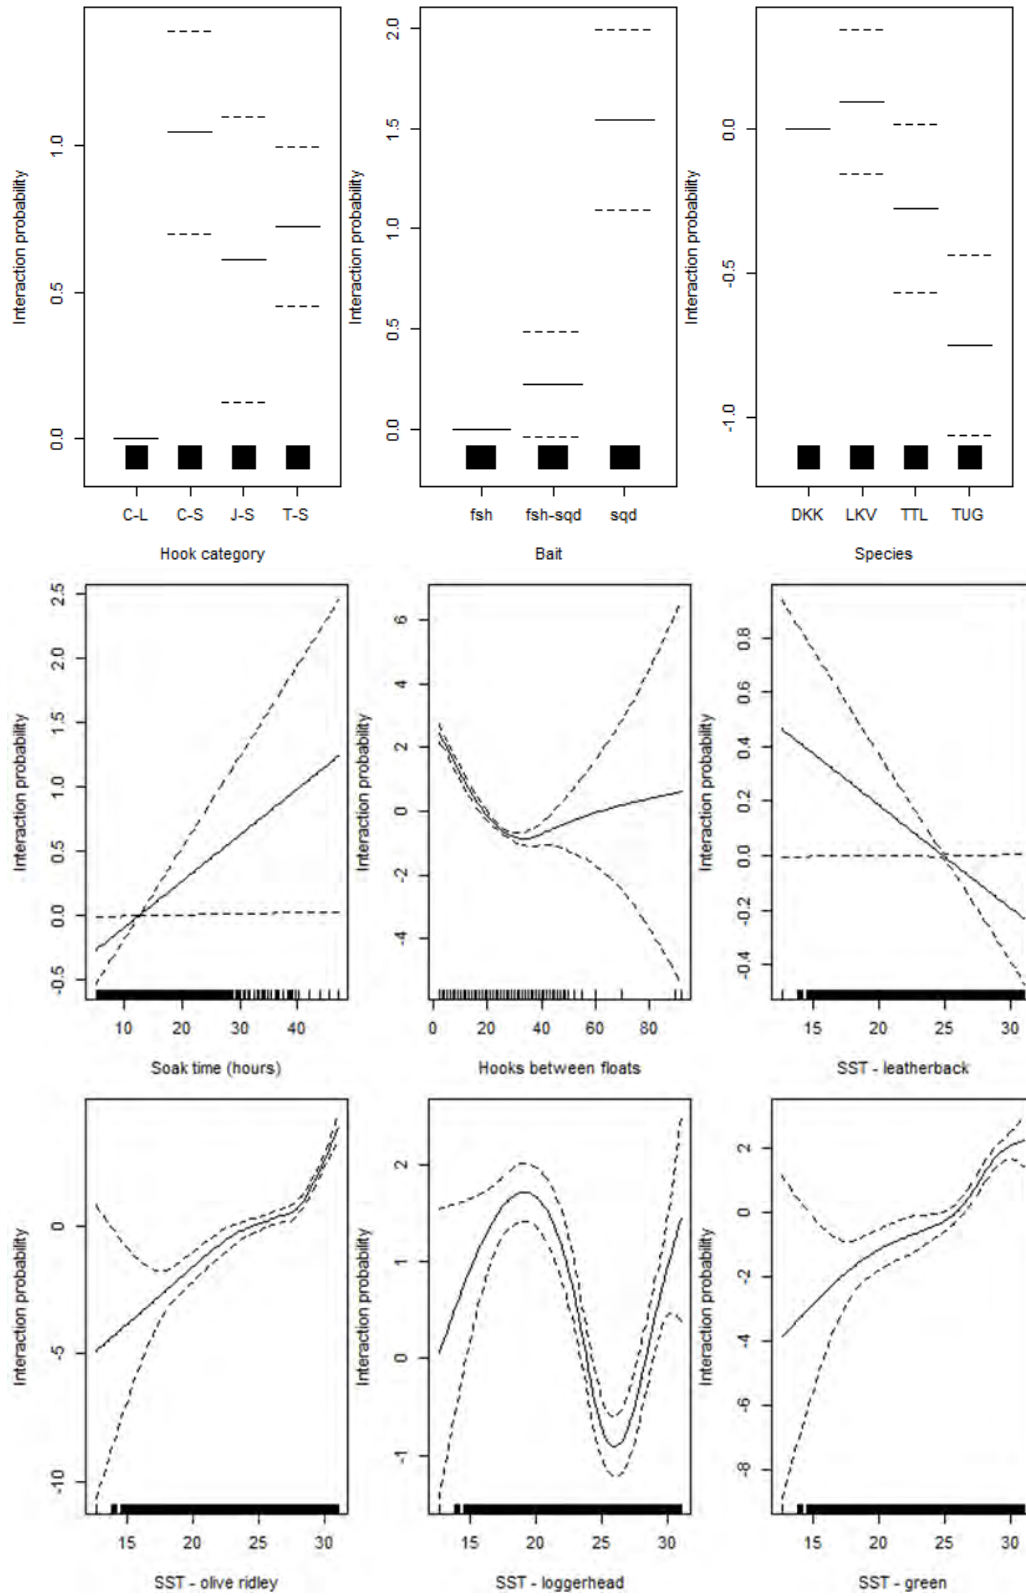 Interaction probability
0.0
0.5
1.0
C-L C-S J-S T-S
Hook category
Interaction probability
0.0
0.5
1.0
1.5
2.0
fsh fsh-sqd sqd
Bait
Interaction probability
-1.0
-0.5
0.0
DKK LKV TTL TUG
Species
Interaction probability
-0.5
0.0
0.5
1.0
1.5
2.0
2.5
10 20 30 40
Soak time (hours)
Interaction probability
-4
-2
0
2
4
6
0 20 40 60 80
Hooks between floats
Interaction probability
-0.4
-0.2
0.0
0.2
0.4
0.6
0.8
15 20 25 30
SST - leatherback
Interaction probability
-10
-5
0
15 20 25 30
SST - olive ridley
Interaction probability
-1
0
1
2
15 20 25 30
SST - loggerhead
Interaction probability
-8
-6
-4
-2
0
2
15 20 25 30
SST - green